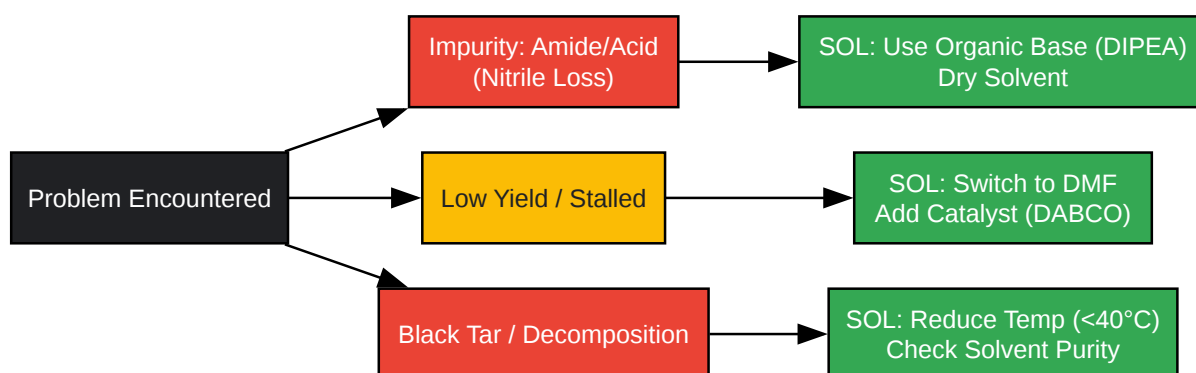 Problem Encountered
Impurity: Amide/Acid
(Nitrile Loss)
SOL: Use Organic Base (DIPEA)
Dry Solvent
Low Yield / Stalled
SOL: Switch to DMF
Add Catalyst (DABCO)
Black Tar / Decomposition
SOL: Reduce Temp (<40°C)
Check Solvent Purity